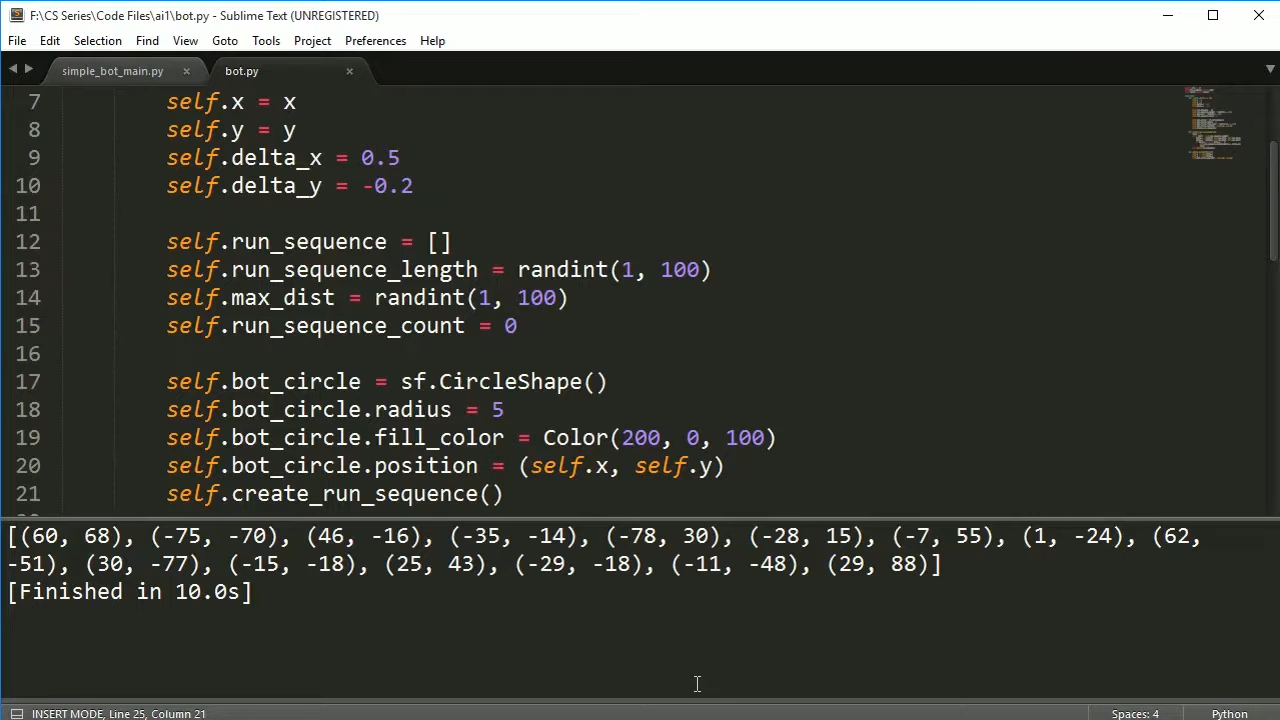 F:\CS Series\Code Files\ai1\bot.py - Sublime Text (UNREGISTERED)
File Edit Selection Find View Goto Tools Project Preferences Help
simple_bot_main.py × bot.py ×
7 self.x = x
8 self.y = y
9 self.delta_x = 0.5
10 self.delta_y = -0.2
11
12 self.run_sequence = []
13 self.run_sequence_length = randint(1, 100)
14 self.max_dist = randint(1, 100)
15 self.run_sequence_count = 0
16
17 self.bot_circle = sf.CircleShape()
18 self.bot_circle.radius = 5
19 self.bot_circle.fill_color = Color(200, 0, 100)
20 self.bot_circle.position = (self.x, self.y)
21 self.create_run_sequence()
[(60, 68), (-75, -70), (46, -16), (-35, -14), (-78, 30), (-28, 15), (-7, 55), (1, -24), (62,
-51), (30, -77), (-15, -18), (25, 43), (-29, -18), (-11, -48), (29, 88)]
[Finished in 10.0s]
INSERT MODE, Line 25, Column 21 Spaces: 4 Python